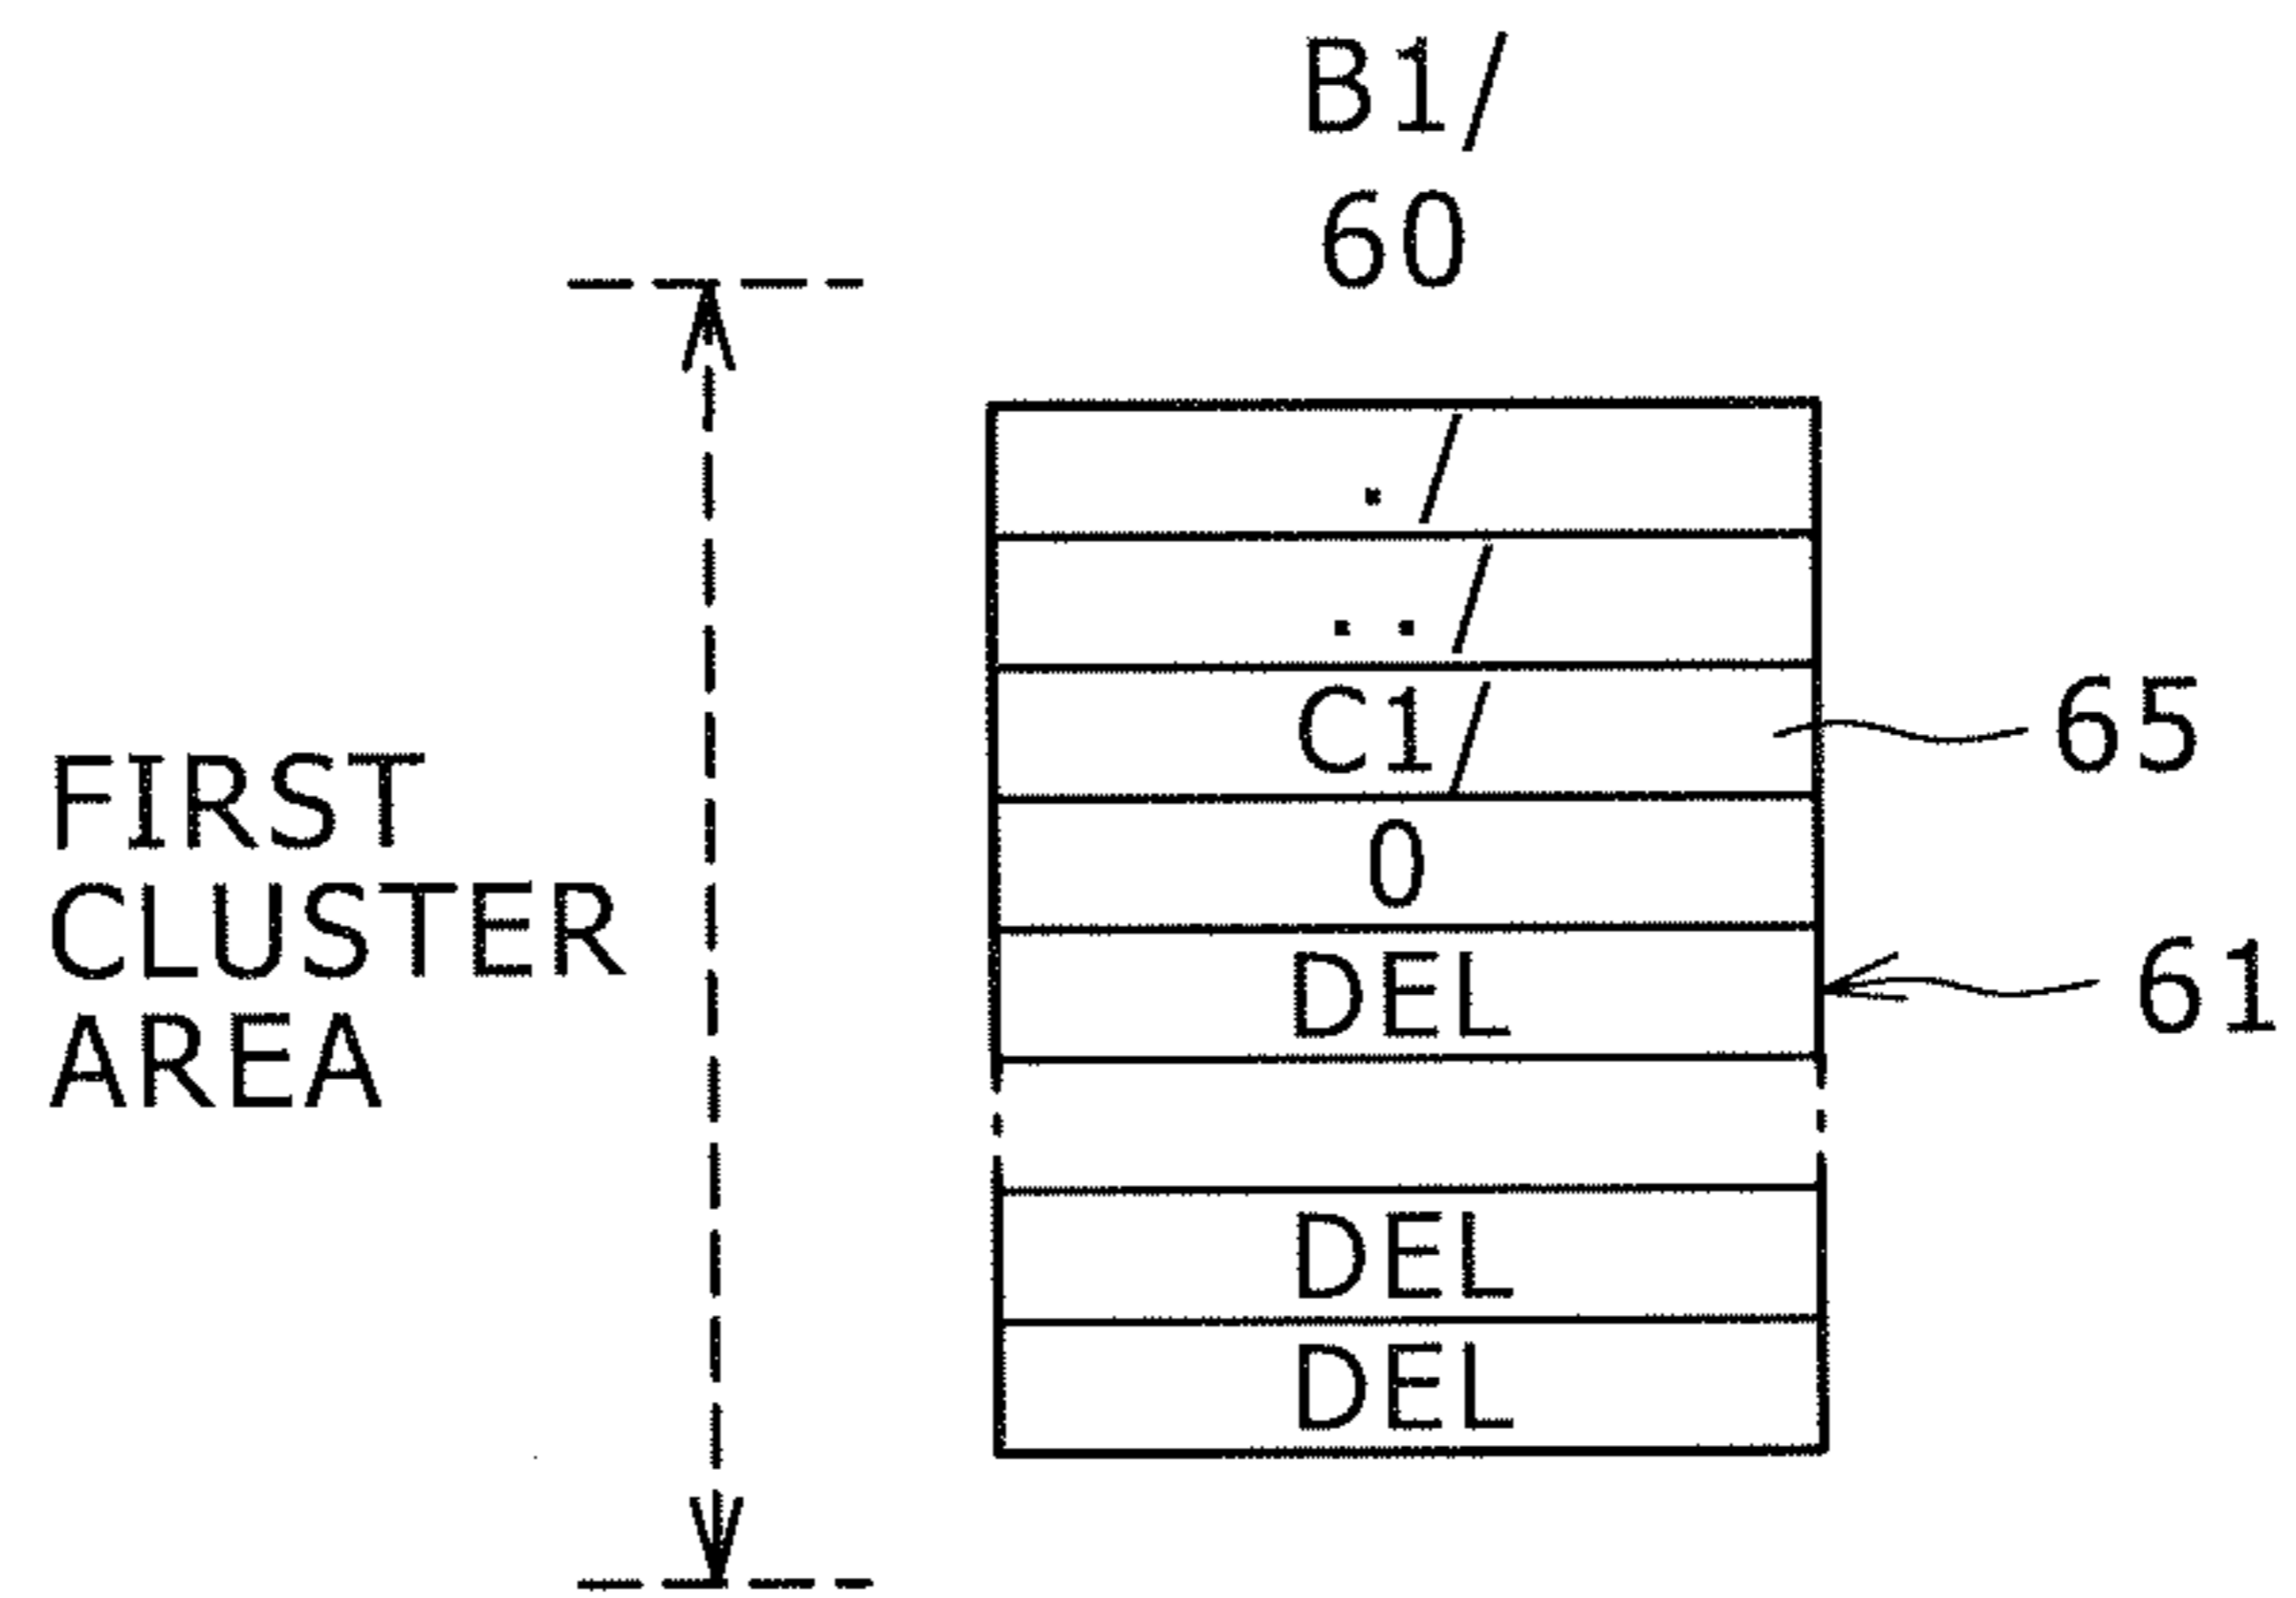 B1/
60
./
../
C1/
65
0
DEL
61
DEL
DEL
FIRST
CLUSTER
AREA